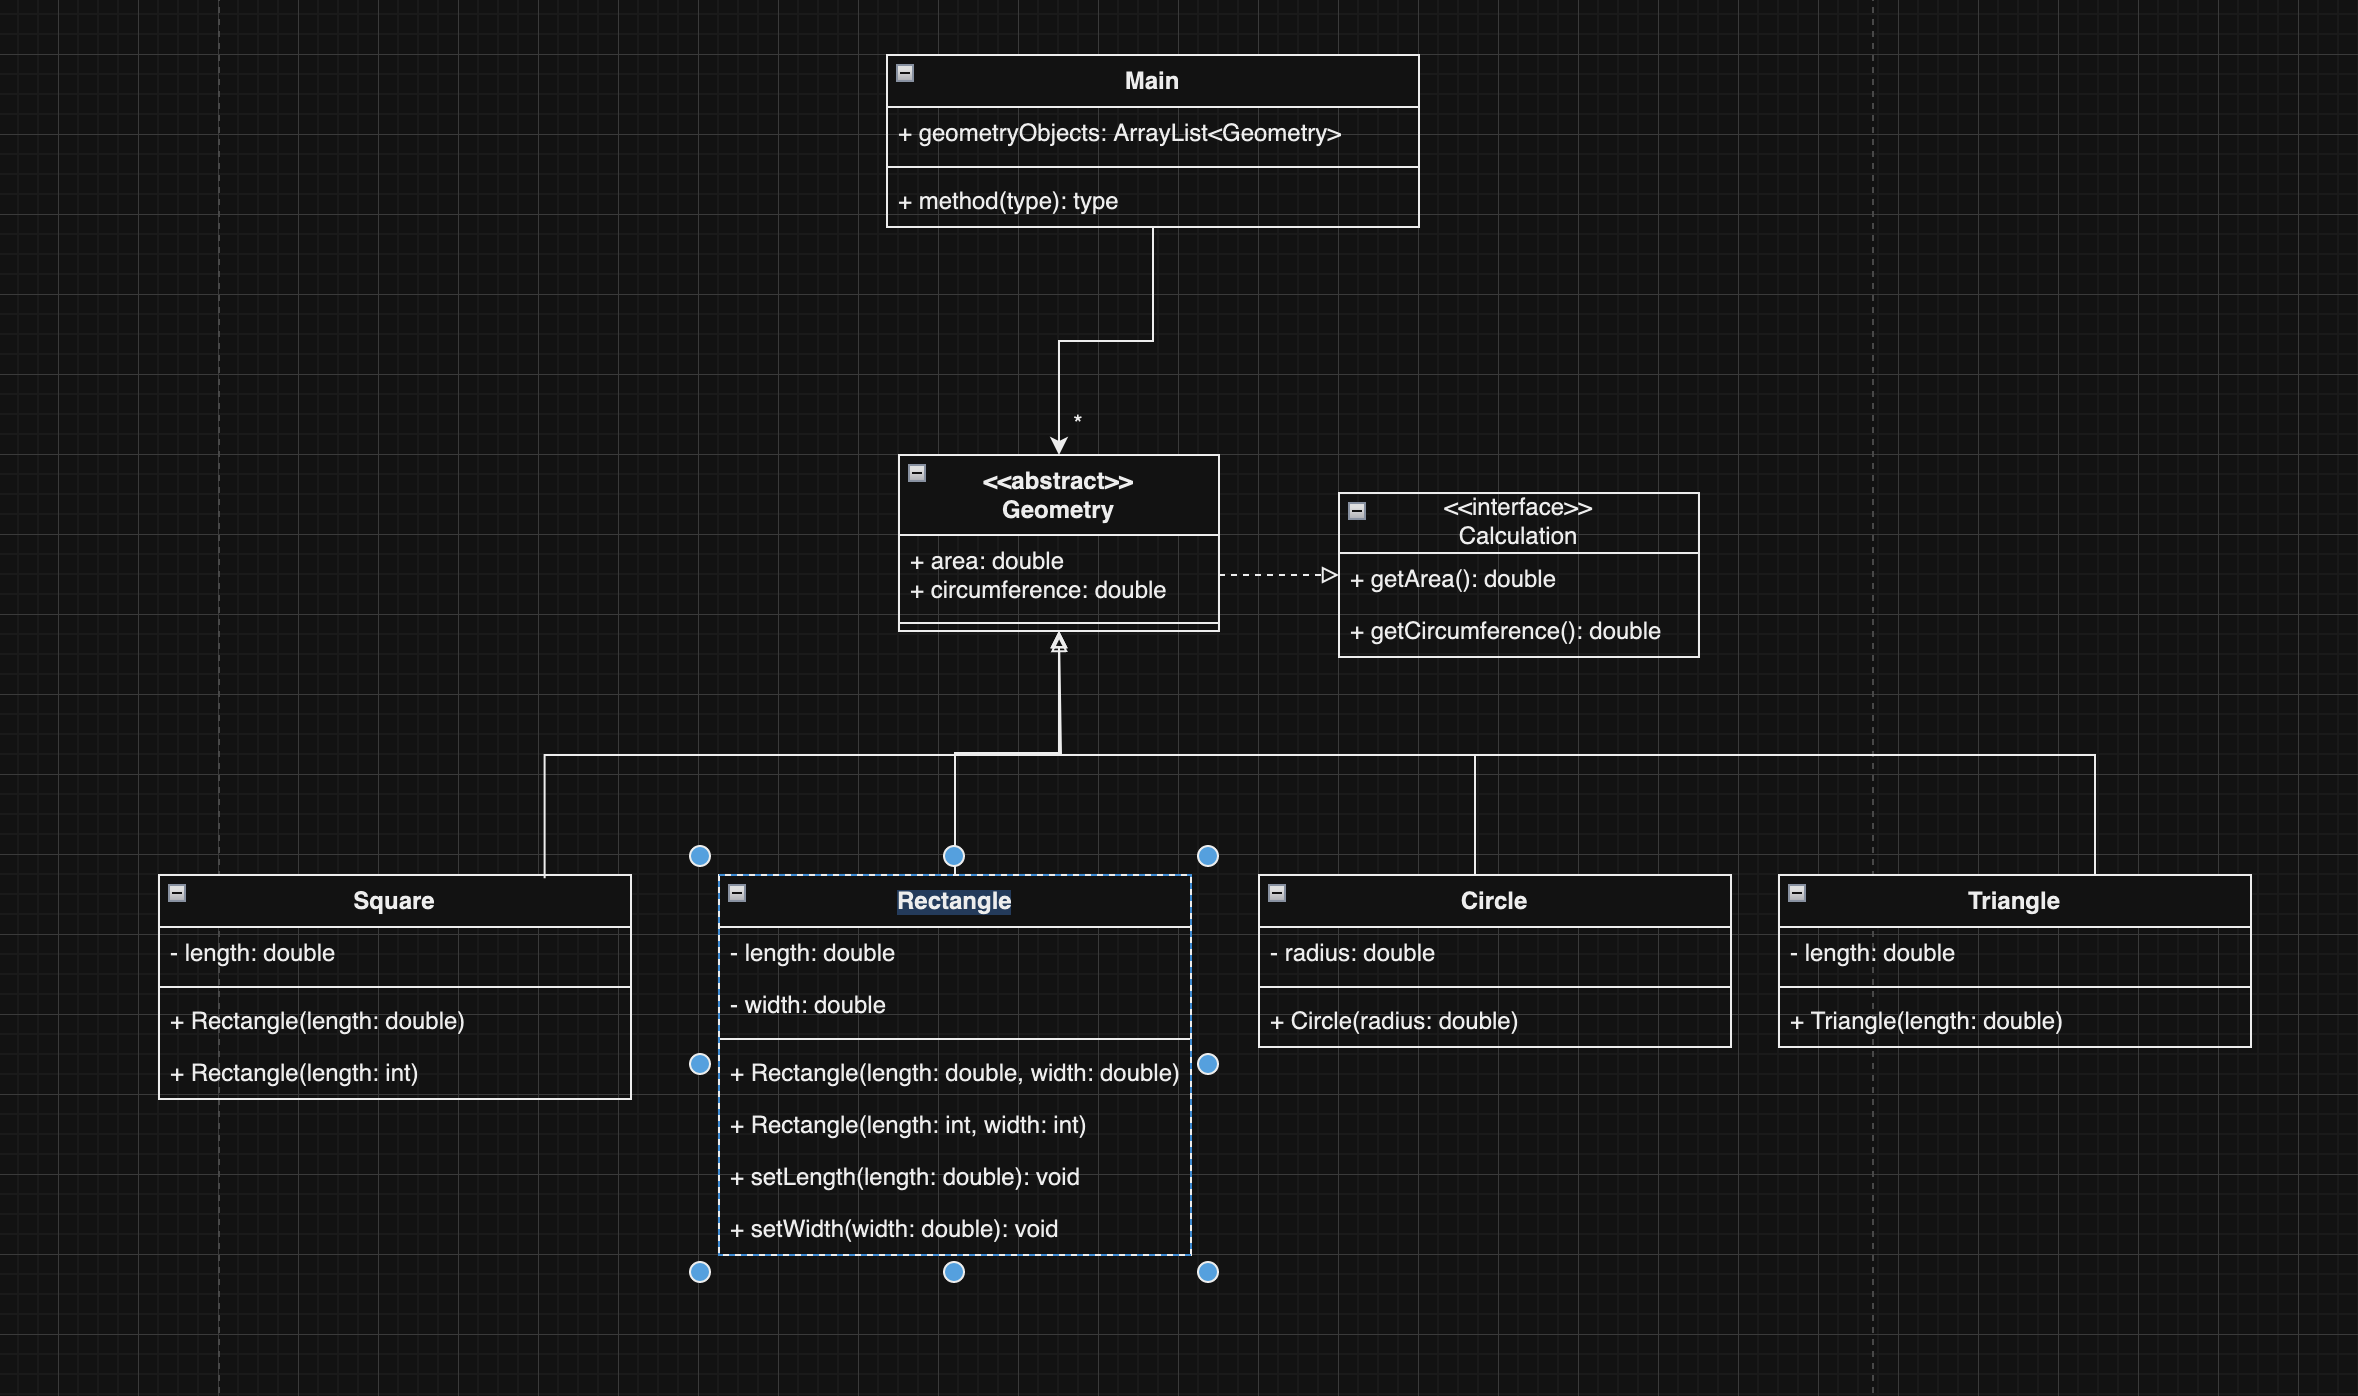 Main
+ geometryObjects: ArrayList<Geometry>
+ method(type): type
*
<<abstract>>
Geometry
+ area: double
+ circumference: double
<<interface>>
Calculation
+ getArea(): double
+ getCircumference(): double
Square
- length: double
+ Rectangle(length: double)
+ Rectangle(length: int)
Rectangle
- length: double
- width: double
+ Rectangle(length: double, width: double)
+ Rectangle(length: int, width: int)
+ setLength(length: double): void
+ setWidth(width: double): void
Circle
- radius: double
+ Circle(radius: double)
Triangle
- length: double
+ Triangle(length: double)